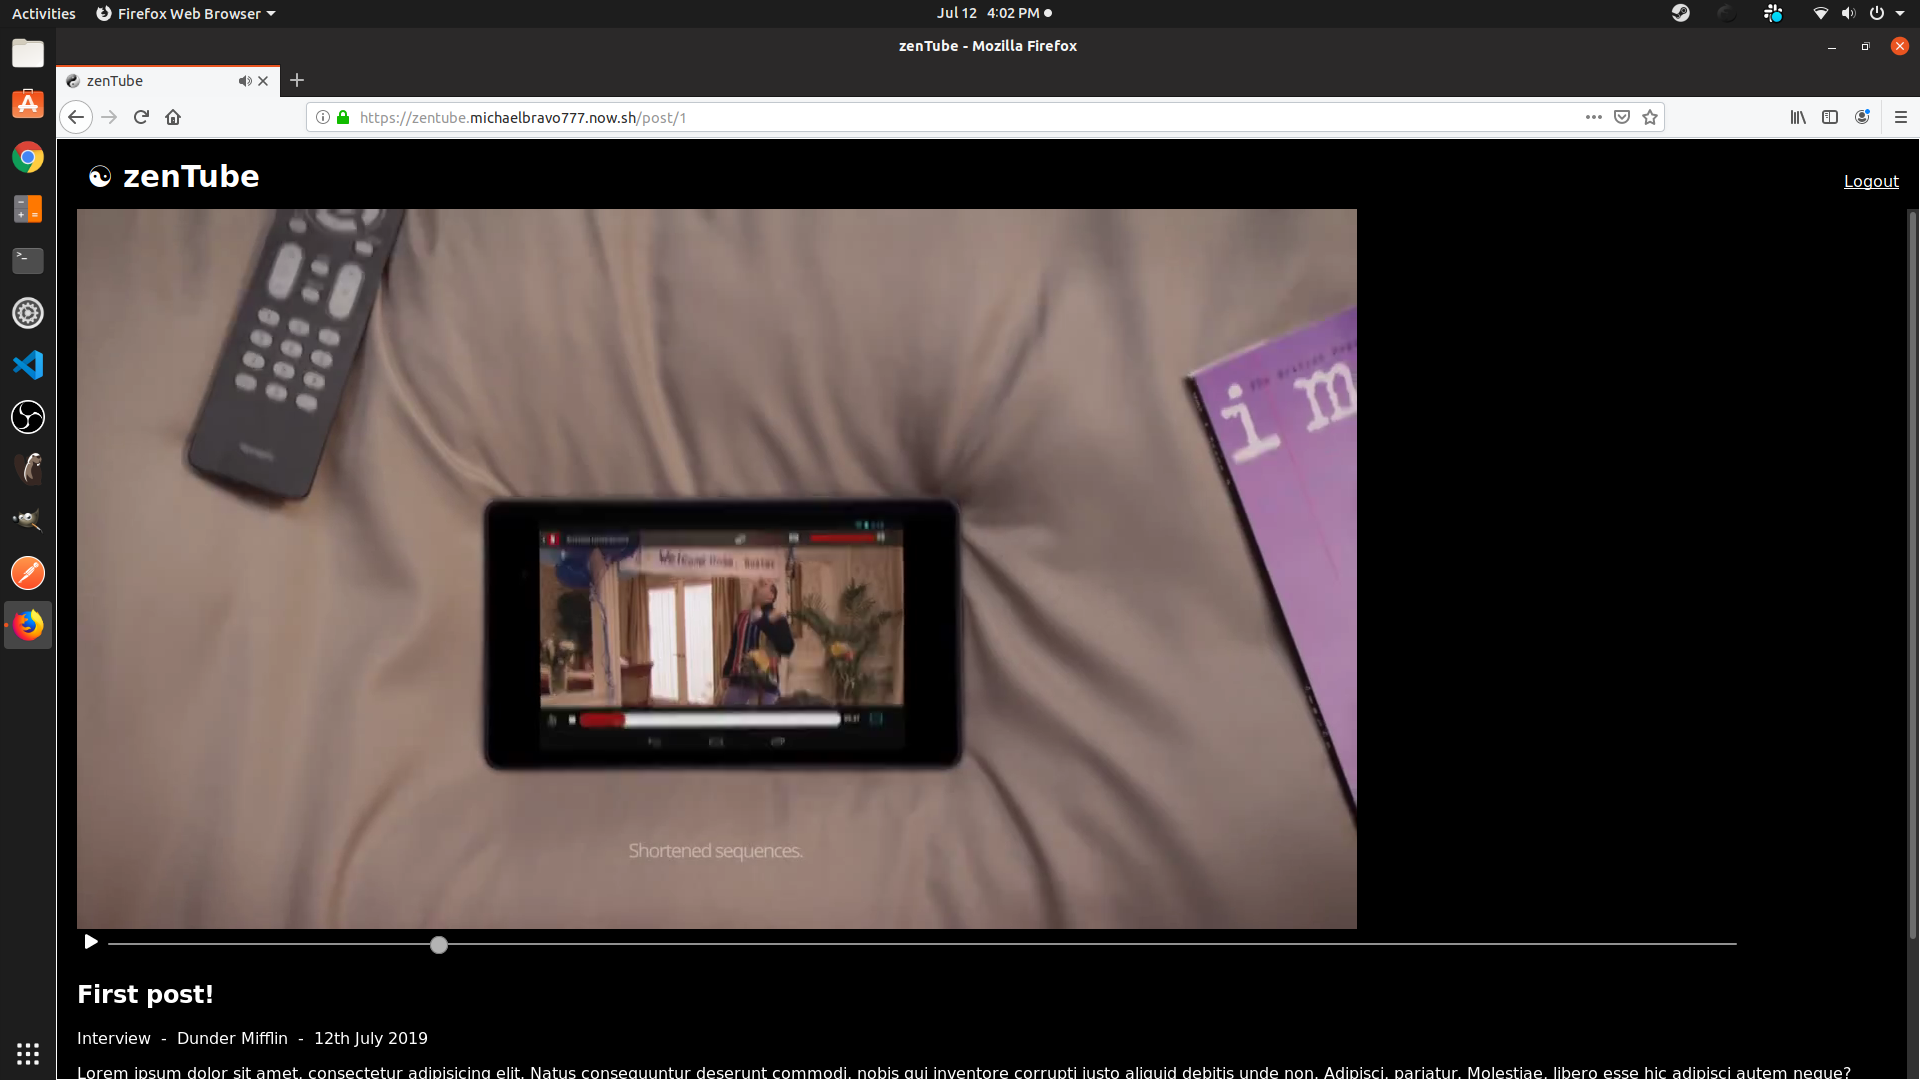 Activities
Firefox Web Browser
Jul 12 4:02 PM
zenTube - Mozilla Firefox
zenTube
https://zentube.michaelbravo777.now.sh/post/1
zenTube
Logout
i m
Shortened sequences.
First post!
Interview - Dunder Mifflin - 12th July 2019
Lorem ipsum dolor sit amet, consectetur adipisicing elit. Natus consequuntur deserunt commodi, nobis qui inventore corrupti iusto aliquid debitis unde non. Adipisci, pariatur. Molestiae, libero esse hic adipisci autem neque?